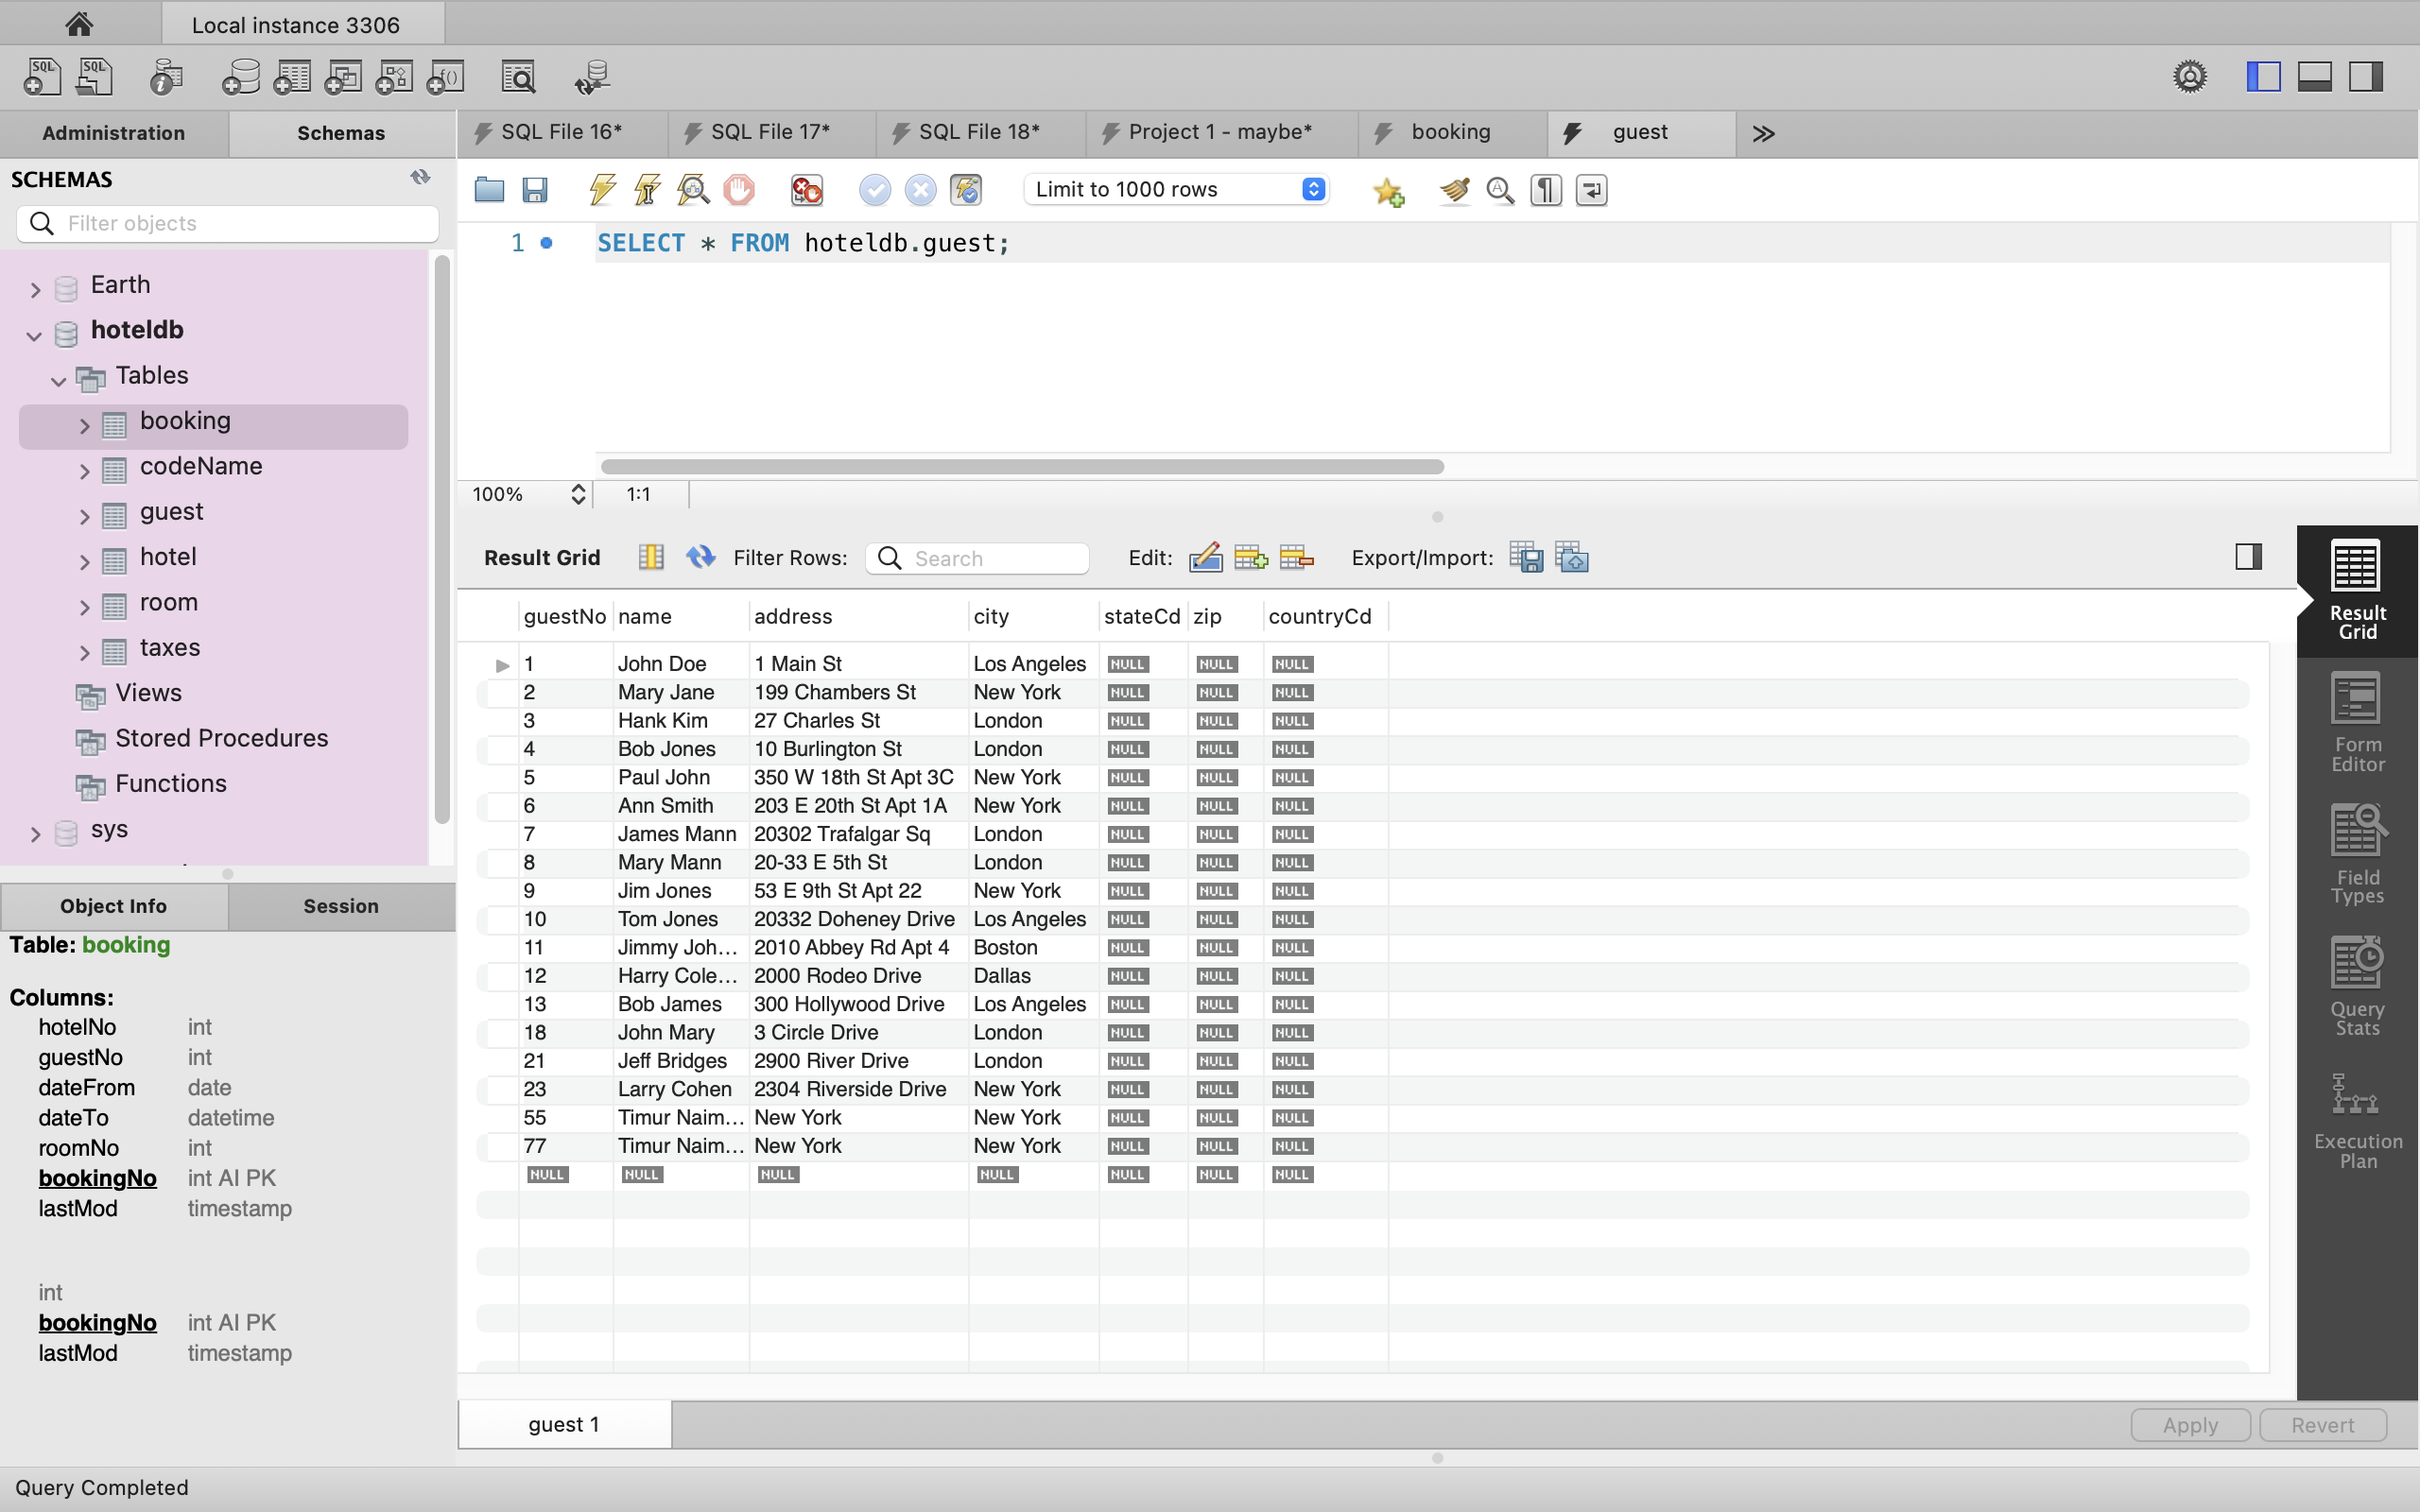 Local instance 3306
Administration Schemas
SQL File 16* SQL File 17* SQL File 18* Project 1 - maybe* booking guest
SCHEMAS
Filter objects
Limit to 1000 rows
1 SELECT * FROM hoteldb.guest;
Earth
hoteldb
Tables
booking
codeName
guest
hotel
room
taxes
Views
Stored Procedures
Functions
sys
100% 1:1
Result Grid Filter Rows: Search Edit: Export/Import:
guestNo name address city stateCd zip countryCd
1 John Doe 1 Main St Los Angeles NULL NULL NULL
2 Mary Jane 199 Chambers St New York NULL NULL NULL
3 Hank Kim 27 Charles St London NULL NULL NULL
4 Bob Jones 10 Burlington St London NULL NULL NULL
5 Paul John 350 W 18th St Apt 3C New York NULL NULL NULL
6 Ann Smith 203 E 20th St Apt 1A New York NULL NULL NULL
7 James Mann 20302 Trafalgar Sq London NULL NULL NULL
8 Mary Mann 20-33 E 5th St London NULL NULL NULL
9 Jim Jones 53 E 9th St Apt 22 New York NULL NULL NULL
10 Tom Jones 20332 Doheney Drive Los Angeles NULL NULL NULL
11 Jimmy Joh... 2010 Abbey Rd Apt 4 Boston NULL NULL NULL
12 Harry Cole... 2000 Rodeo Drive Dallas NULL NULL NULL
13 Bob James 300 Hollywood Drive Los Angeles NULL NULL NULL
18 John Mary 3 Circle Drive London NULL NULL NULL
21 Jeff Bridges 2900 River Drive London NULL NULL NULL
23 Larry Cohen 2304 Riverside Drive New York NULL NULL NULL
55 Timur Naim... New York New York NULL NULL NULL
77 Timur Naim... New York New York NULL NULL NULL
NULL NULL NULL NULL NULL NULL NULL
Result
Grid
Form
Editor
Field
Types
Query
Stats
Execution
Plan
Object Info Session
Table: booking
Columns:
hotelNo int
guestNo int
dateFrom date
dateTo datetime
roomNo int
bookingNo int AI PK
lastMod timestamp
int
bookingNo int AI PK
lastMod timestamp
guest 1
Apply Revert
Query Completed